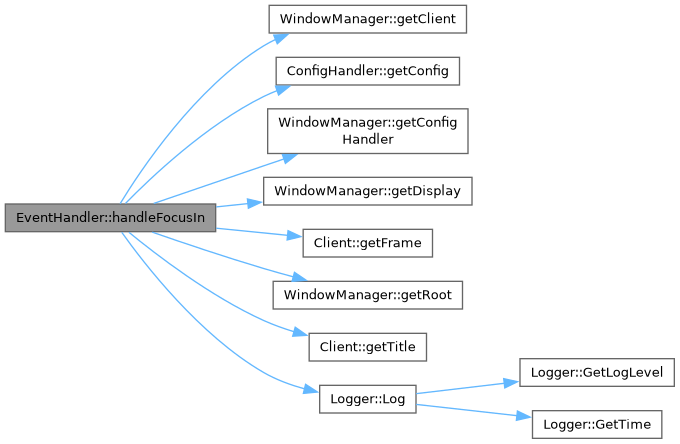 WindowManager::getClient
ConfigHandler::getConfig
WindowManager::getConfig
Handler
WindowManager::getDisplay
EventHandler::handleFocusIn
Client::getFrame
WindowManager::getRoot
Client::getTitle
Logger::GetLogLevel
Logger::Log
Logger::GetTime